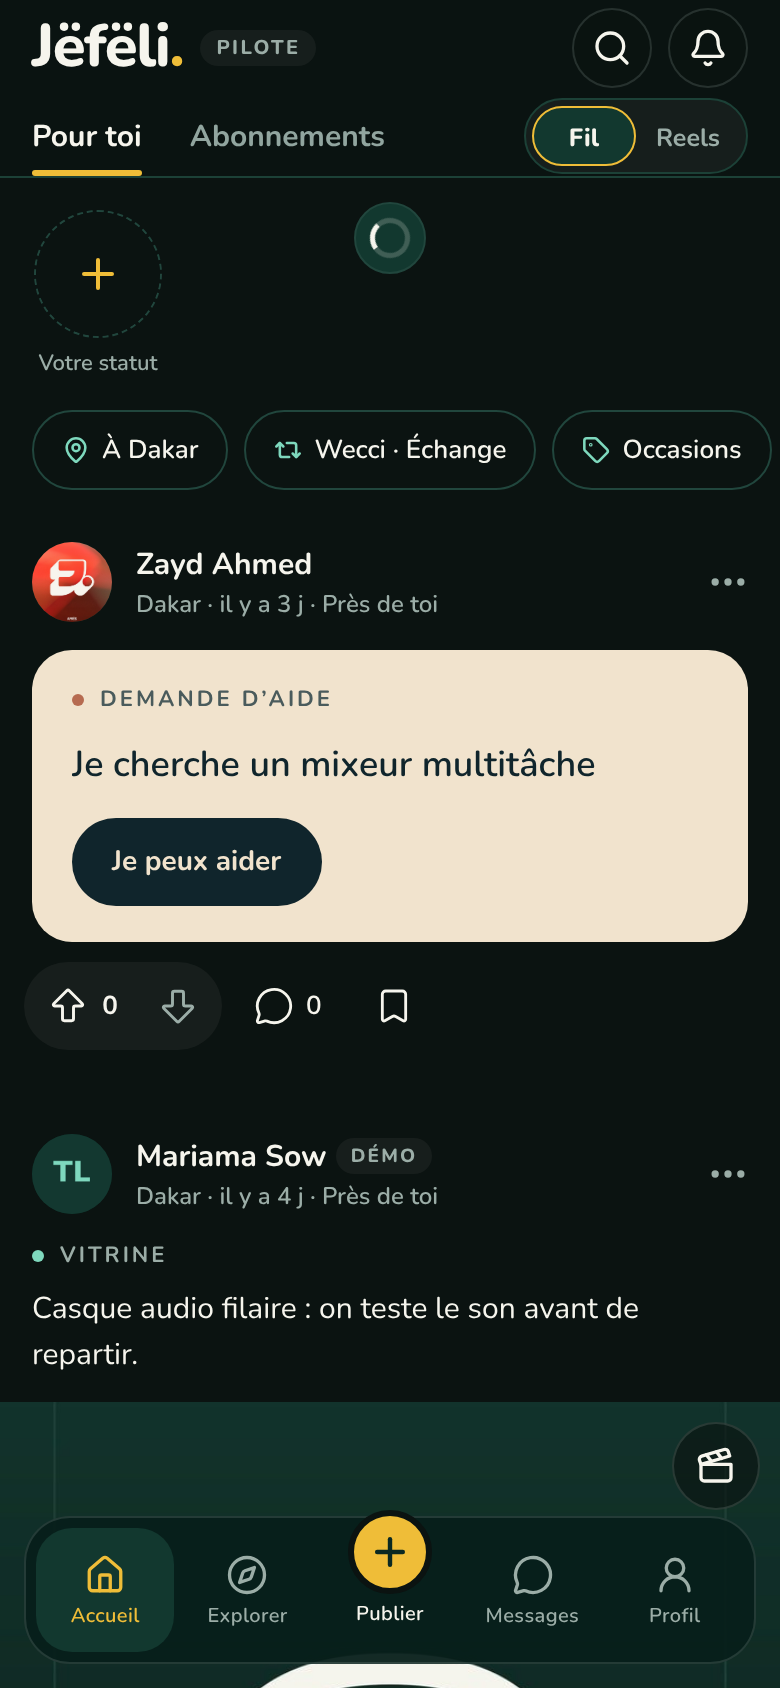 Jëfëli.
PILOTE
Pour toi
Abonnements
Fil
Reels
Votre statut
À Dakar
Wecci · Échange
Occasions
Zayd Ahmed
Dakar · il y a 3 j · Près de toi
DEMANDE D’AIDE
Je cherche un mixeur multitâche
Je peux aider
0
0
TL
Mariama Sow
DÉMO
Dakar · il y a 4 j · Près de toi
VITRINE
Casque audio filaire : on teste le son avant de
repartir.
Accueil
Explorer
Publier
Messages
Profil